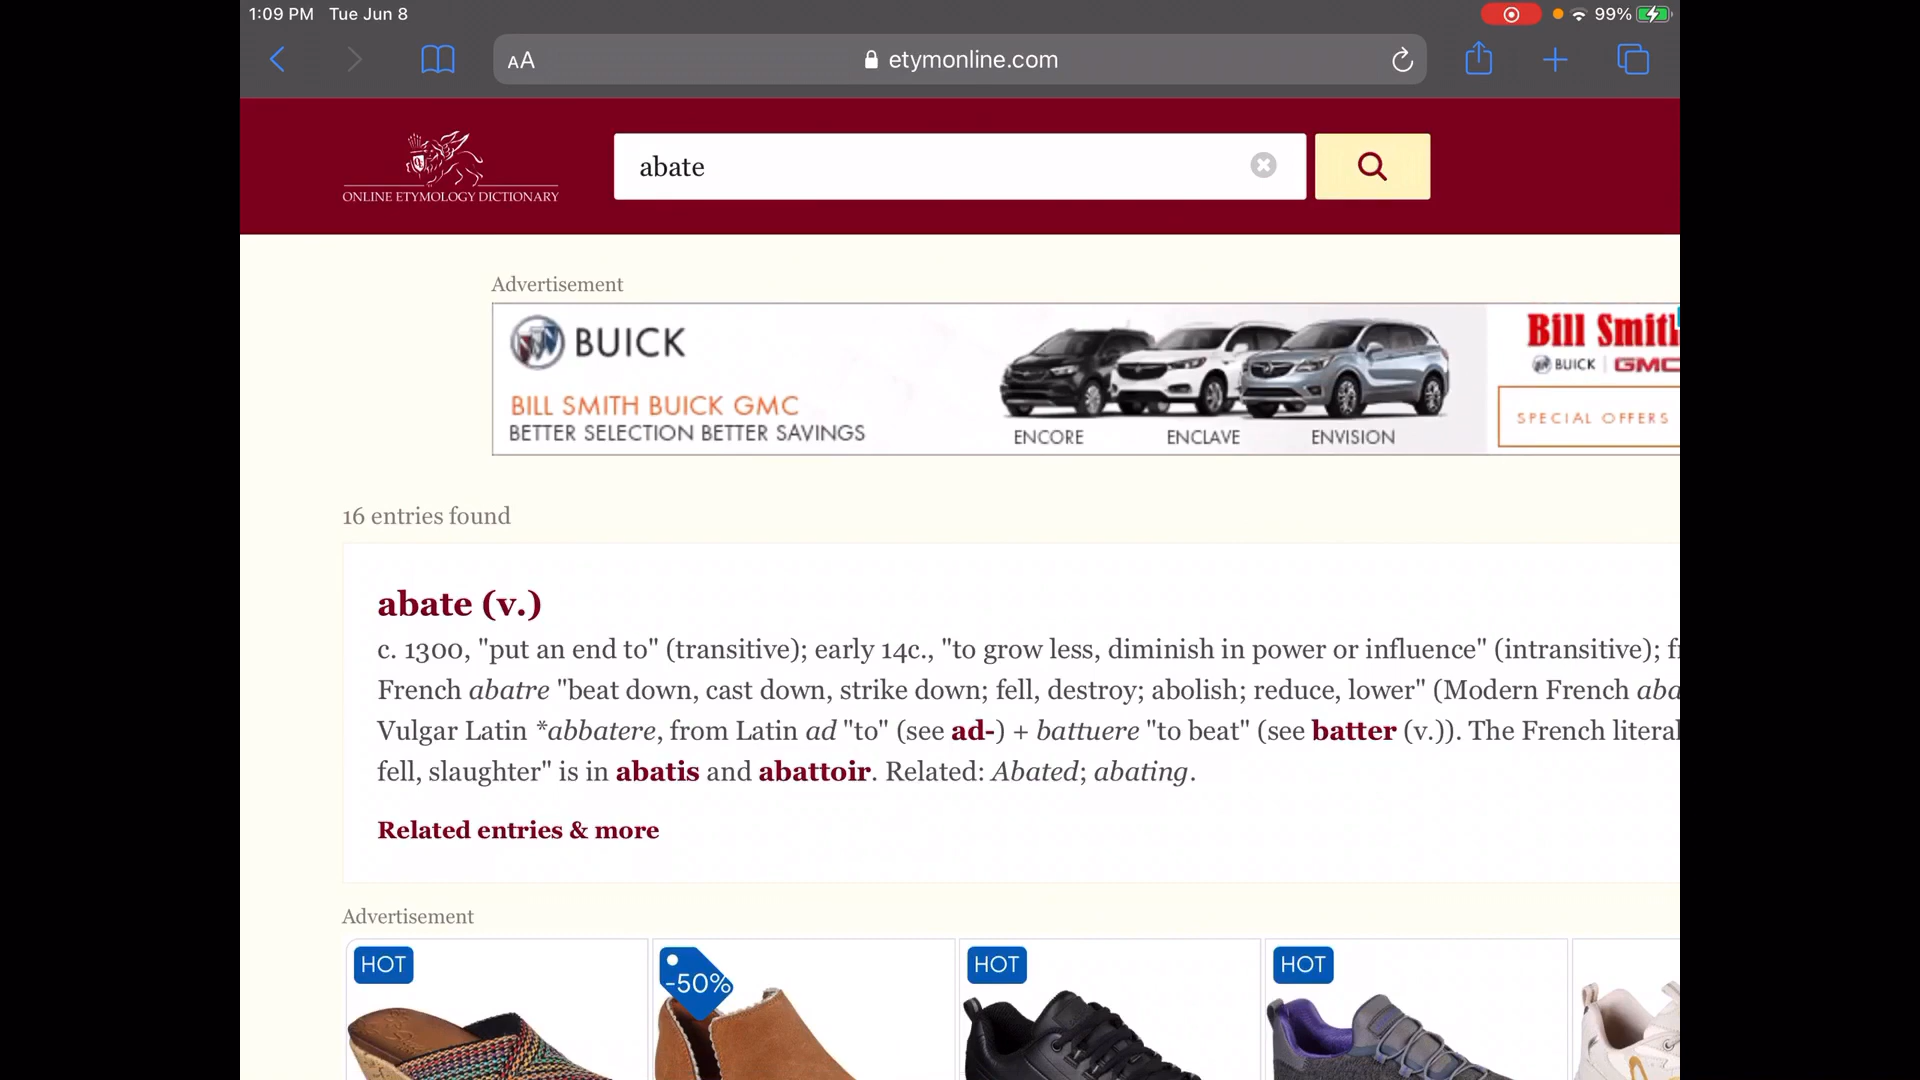 1:09 PM Tue Jun 8 99%
AA etymonline.com
ONLINE ETYMOLOGY DICTIONARY
abate
Advertisement
BUICK
BILL SMITH BUICK GMC
BETTER SELECTION BETTER SAVINGS
ENCORE ENCLAVE ENVISION
Bill Smith
BUICK | GMC
SPECIAL OFFERS
16 entries found
abate (v.)
c. 1300, "put an end to" (transitive); early 14c., "to grow less, diminish in power or influence" (intransitive);
French abatre "beat down, cast down, strike down; fell, destroy; abolish; reduce, lower" (Modern French
Vulgar Latin *abbatere, from Latin ad "to" (see ad-) + battuere "to beat" (see batter (v.)). The French literal
fell, slaughter" is in abatis and abattoir. Related: Abated; abating.
Related entries & more
Advertisement
HOT -50% HOT HOT